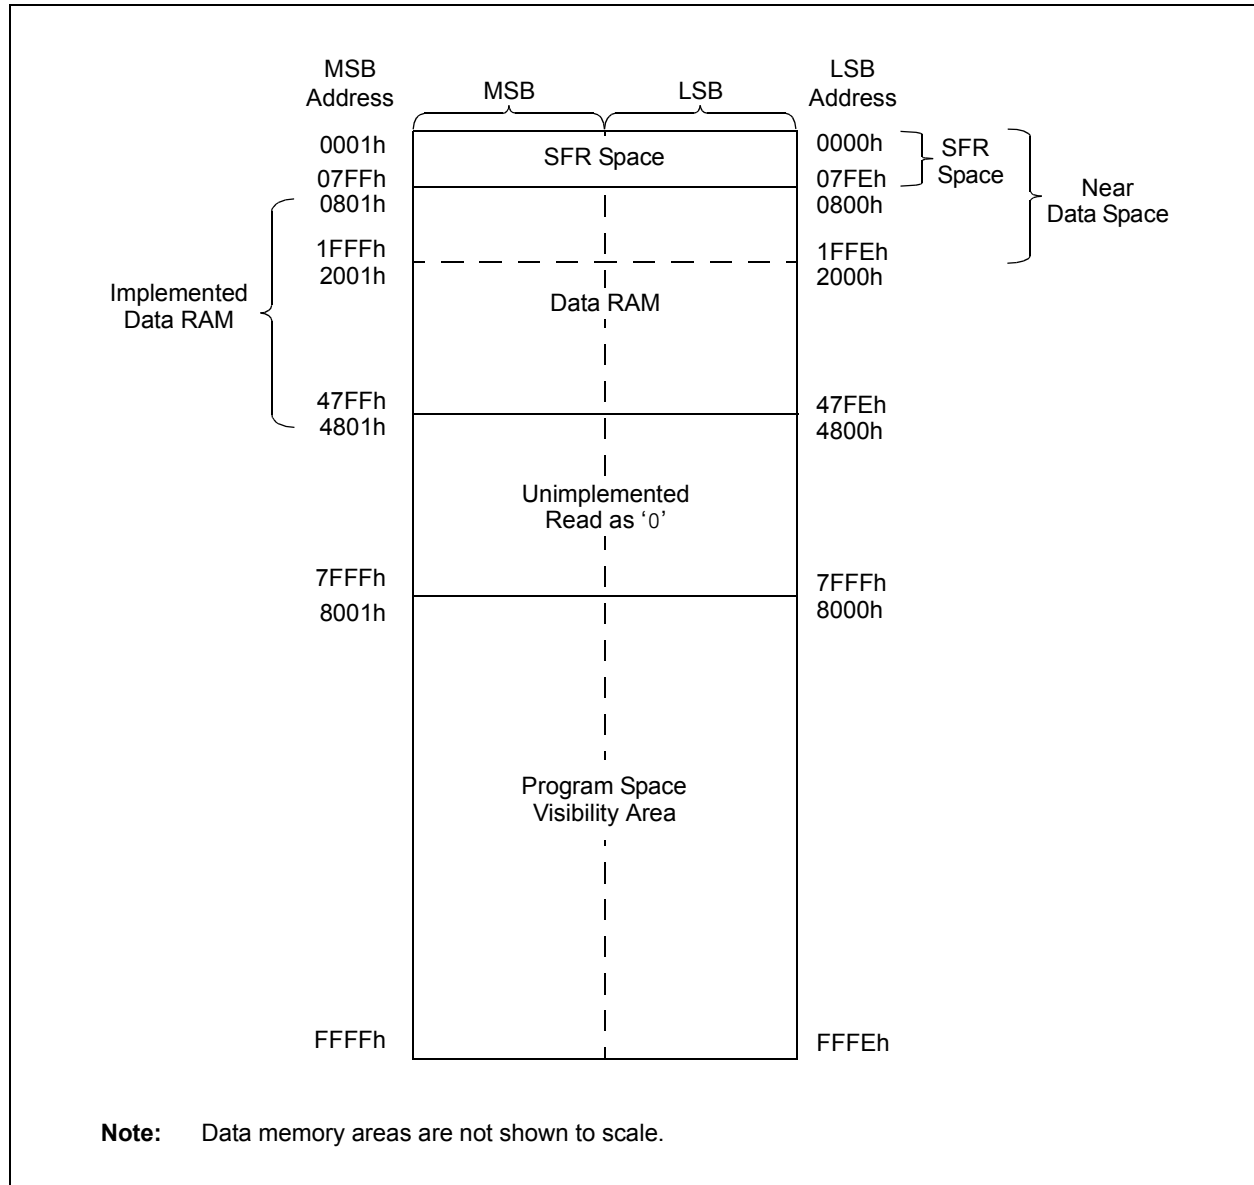 MSB
Address
MSB
LSB
LSB
Address
0001h
SFR Space
0000h
SFR
Space
07FFh
07FEh
0801h
0800h
Near
Data Space
1FFFh
1FFEh
2001h
2000h
Implemented
Data RAM
Data RAM
47FFh
47FEh
4801h
4800h
Unimplemented
Read as ‘0’
7FFFh
7FFFh
8001h
8000h
Program Space
Visibility Area
FFFFh
FFFEh
Note: Data memory areas are not shown to scale.